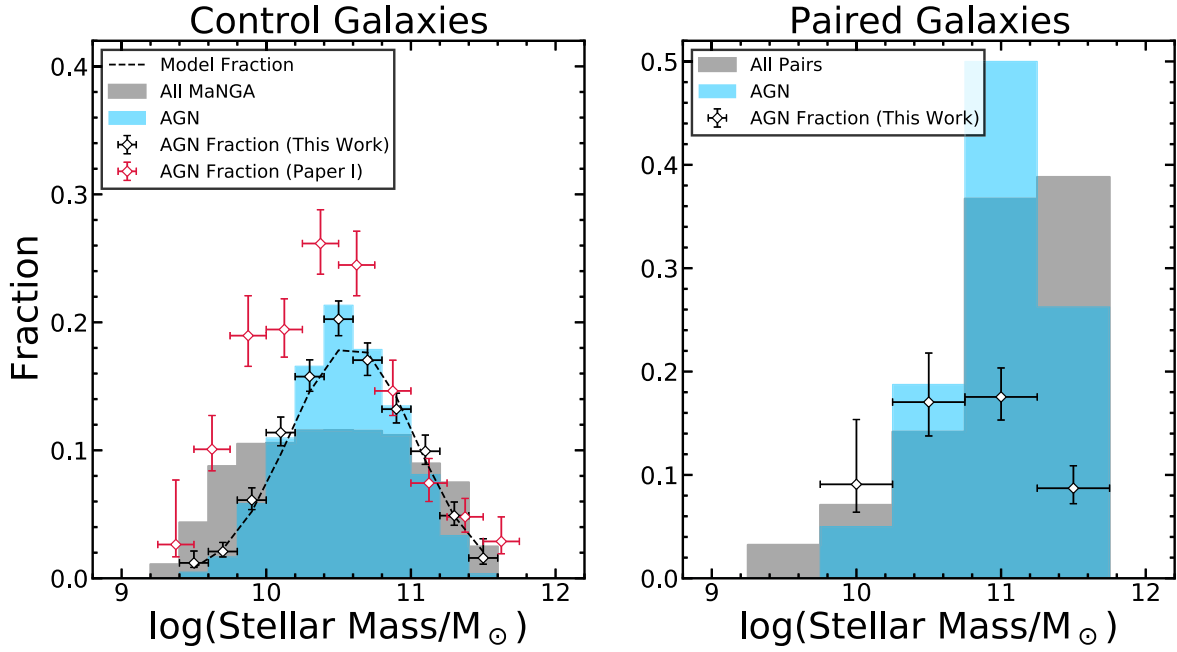 Control Galaxies
Paired Galaxies
Fraction
0.4
0.3
0.2
0.1
0.0
Model Fraction
All MaNGA
AGN
AGN Fraction (This Work)
AGN Fraction (Paper I)
9
10
11
12
log(Stellar Mass/M⊙)
0.5
0.4
0.3
0.2
0.1
0.0
All Pairs
AGN
AGN Fraction (This Work)
9
10
11
12
log(Stellar Mass/M⊙)